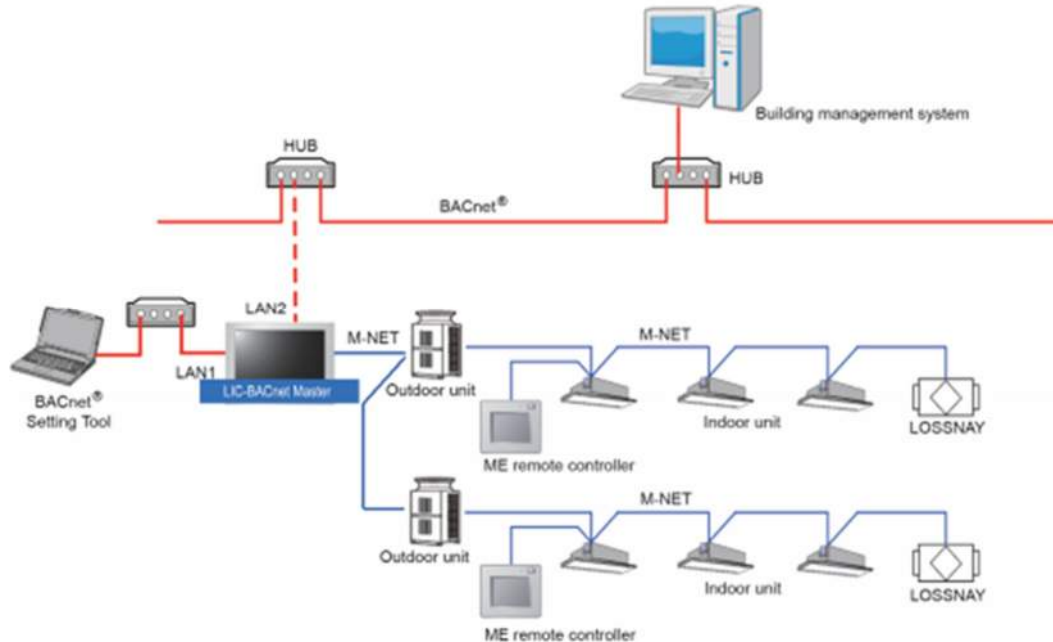 Building management system
HUB
HUB
BACnet®
LAN2
M-NET
M-NET
LAN1
LIC-BACnet Master
Outdoor unit
BACnet®
Setting Tool
Indoor unit
LOSSNAY
ME remote controller
M-NET
Outdoor unit
Indoor unit
LOSSNAY
ME remote controller